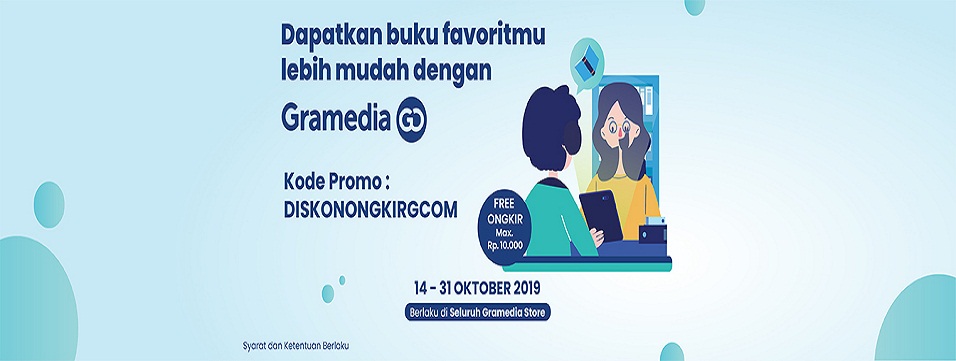 Dapatkan buku favoritmu
lebih mudah dengan
Gramedia GO
Kode Promo :
DISKONONGKIRGCOM
FREE
ONGKIR
Max.
Rp. 10.000
14 – 31 OKTOBER 2019
Berlaku di Seluruh Gramedia Store
Syarat dan Ketentuan Berlaku